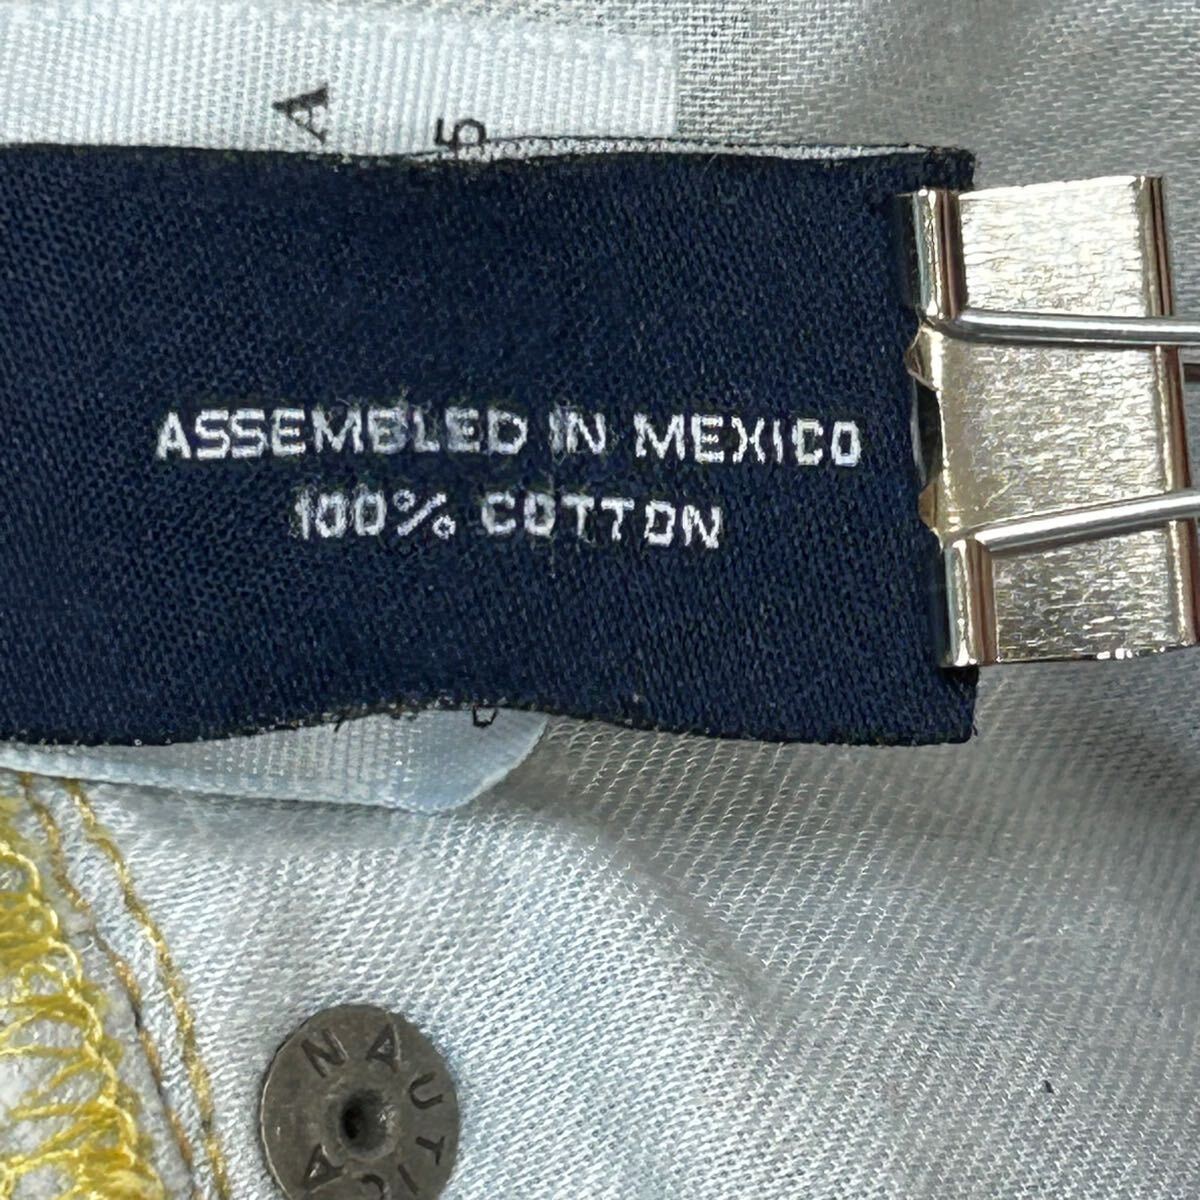 A
5
ASSEMBLED IN MEXICO
100% COTTON
NAUTICA